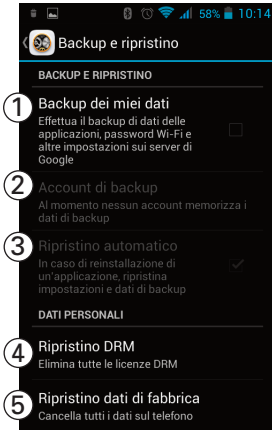 58% 10:14
Backup e ripristino
BACKUP E RIPRISTINO
1 Backup dei miei dati
Effettua il backup di dati delle
applicazioni, password Wi-Fi e
altre impostazioni sui server di
Google
2 Account di backup
Al momento nessun account memorizza i
dati di backup
3 Ripristino automatico
In caso di reinstallazione di
un'applicazione, ripristina
impostazioni e dati di backup
DATI PERSONALI
4 Ripristino DRM
Elimina tutte le licenze DRM
5 Ripristino dati di fabbrica
Cancella tutti i dati sul telefono